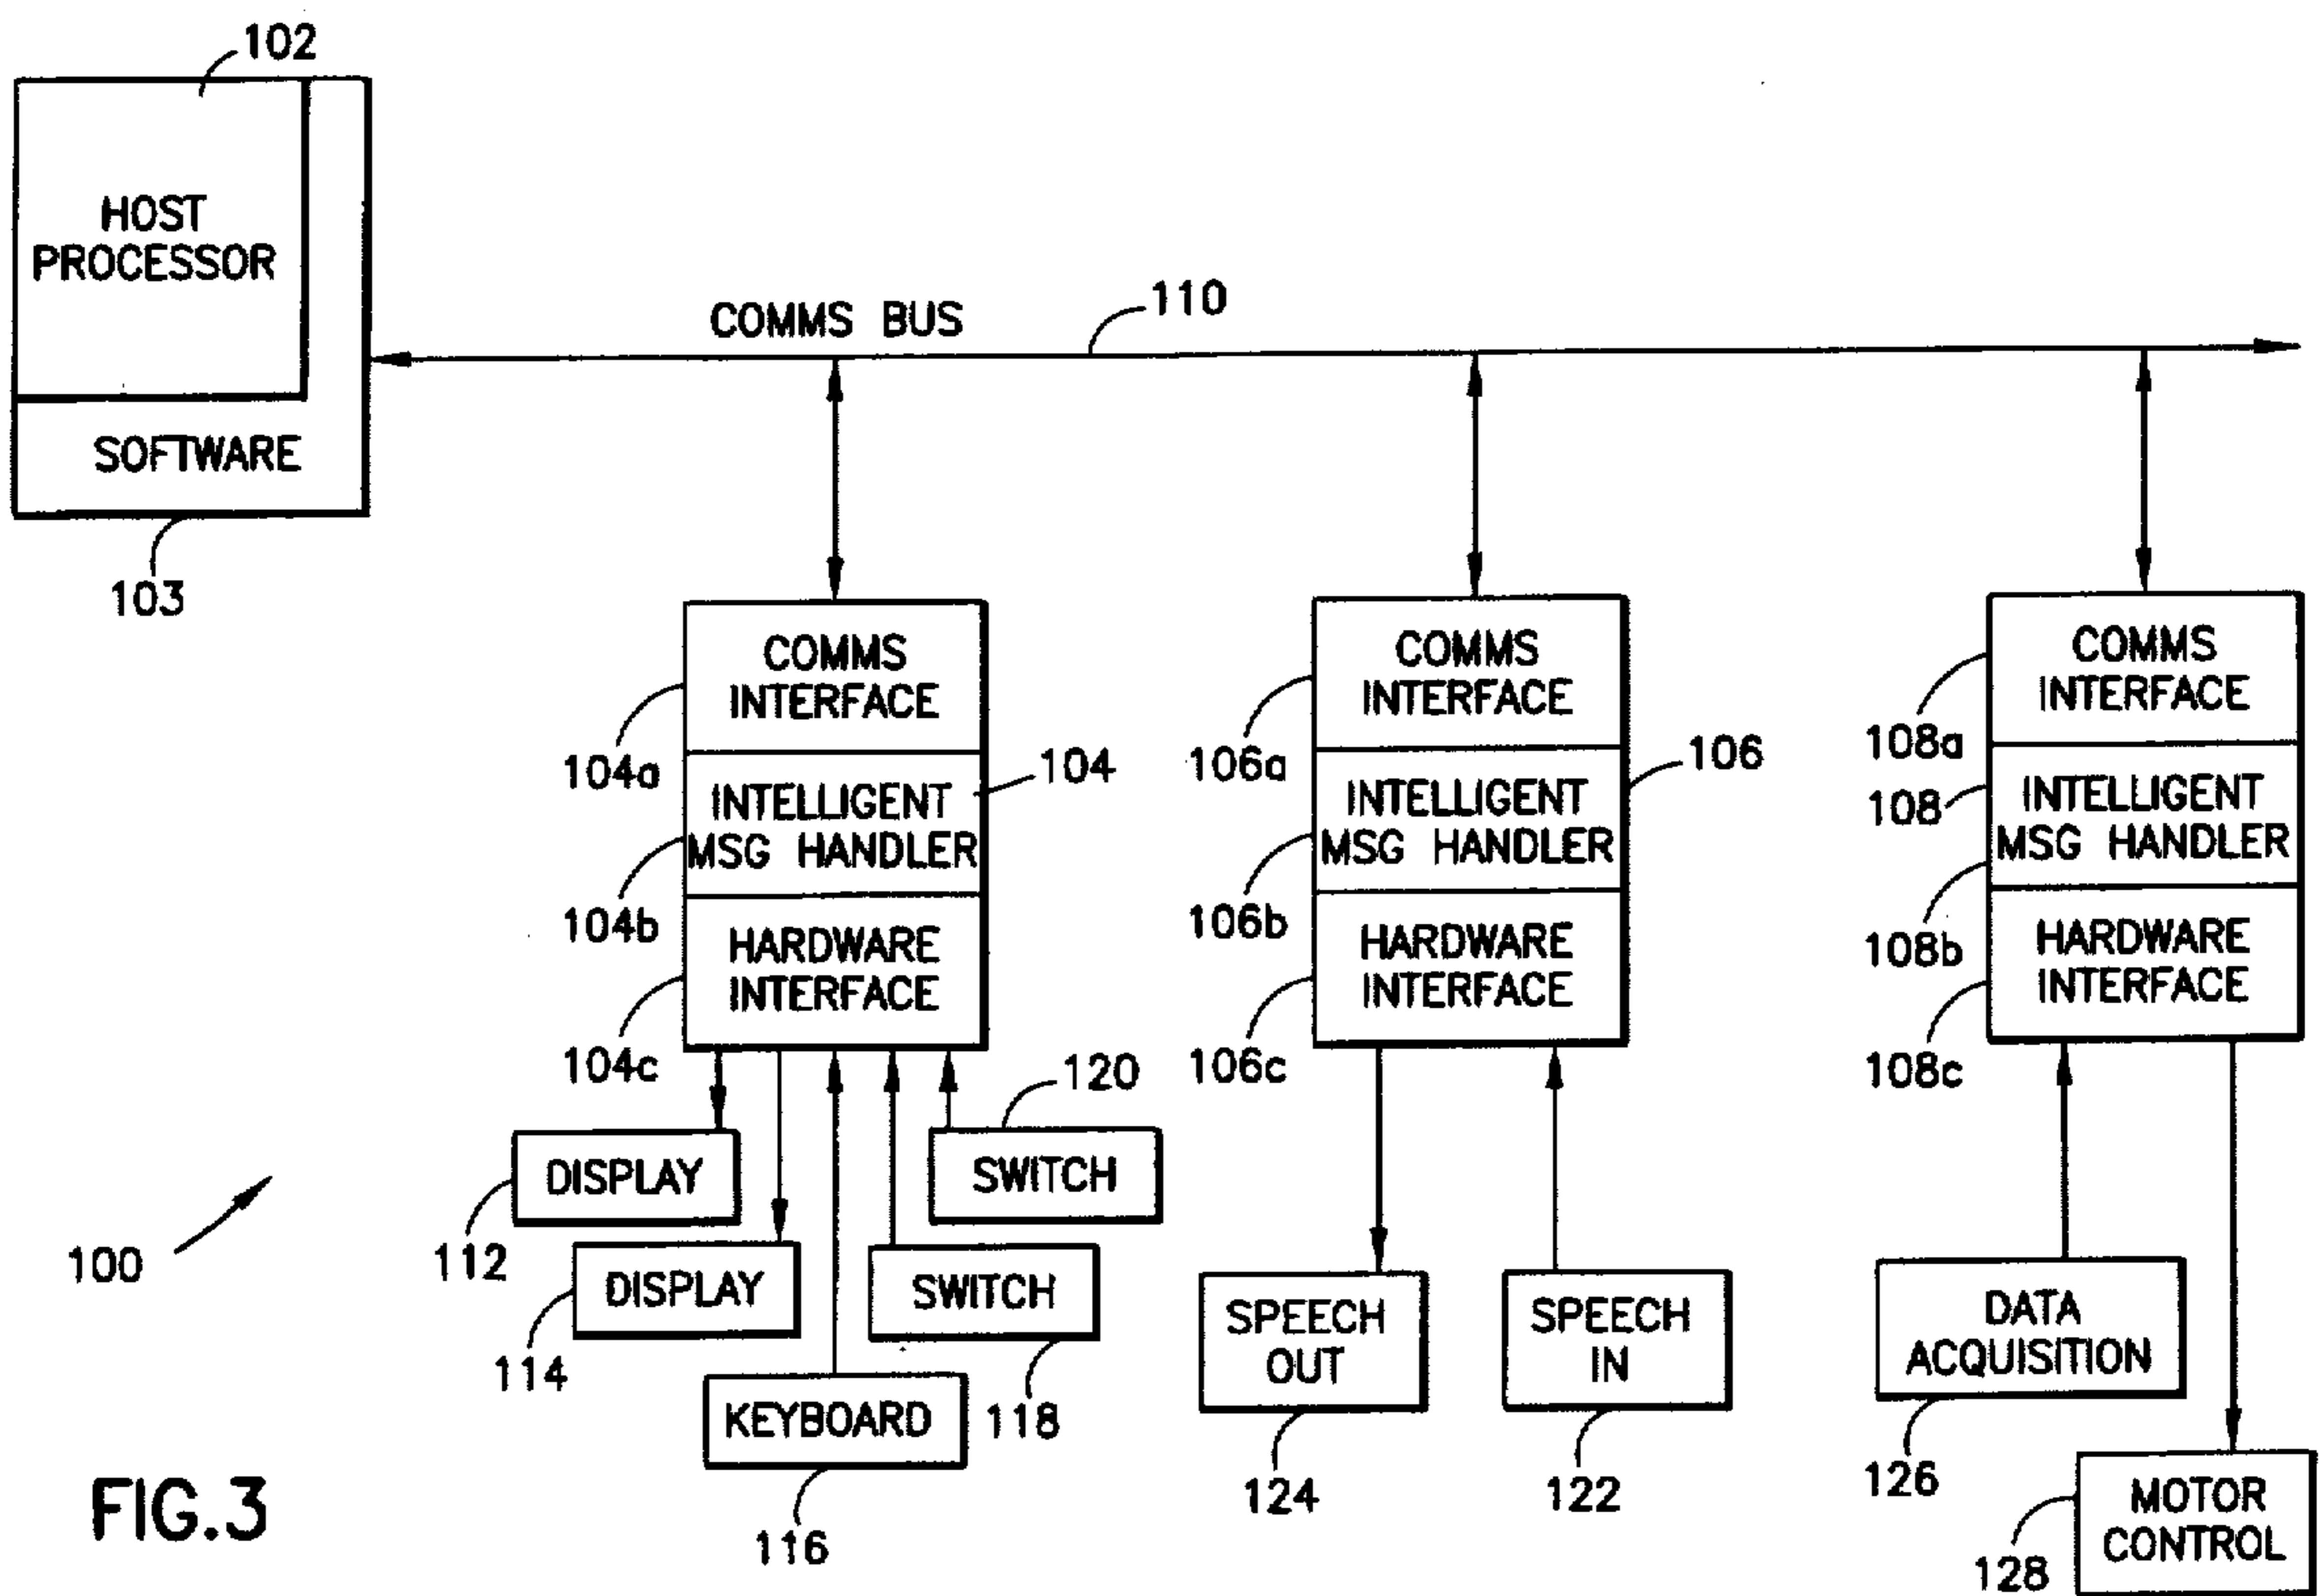 102
HOST
PROCESSOR
SOFTWARE
103
COMMS BUS
110
COMMS
INTERFACE
104a
INTELLIGENT
MSG HANDLER
104
104b
HARDWARE
INTERFACE
104c
COMMS
INTERFACE
106a
INTELLIGENT
MSG HANDLER
106
106b
HARDWARE
INTERFACE
106c
COMMS
INTERFACE
108a
INTELLIGENT
MSG HANDLER
108
108b
HARDWARE
INTERFACE
108c
120
DISPLAY
112
SWITCH
DISPLAY
114
SWITCH
118
KEYBOARD
116
SPEECH
OUT
124
SPEECH
IN
122
DATA
ACQUISITION
126
MOTOR
CONTROL
128
100
FIG.3